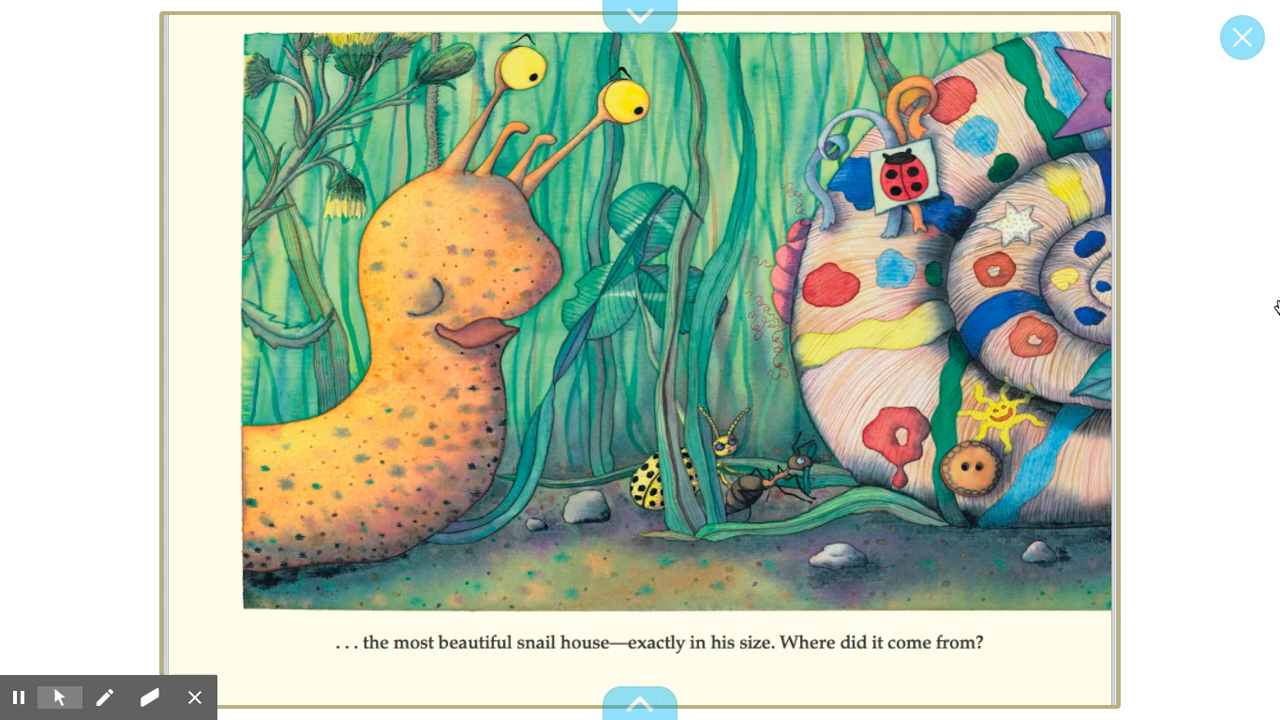 . . . the most beautiful snail house—exactly in his size. Where did it come from?